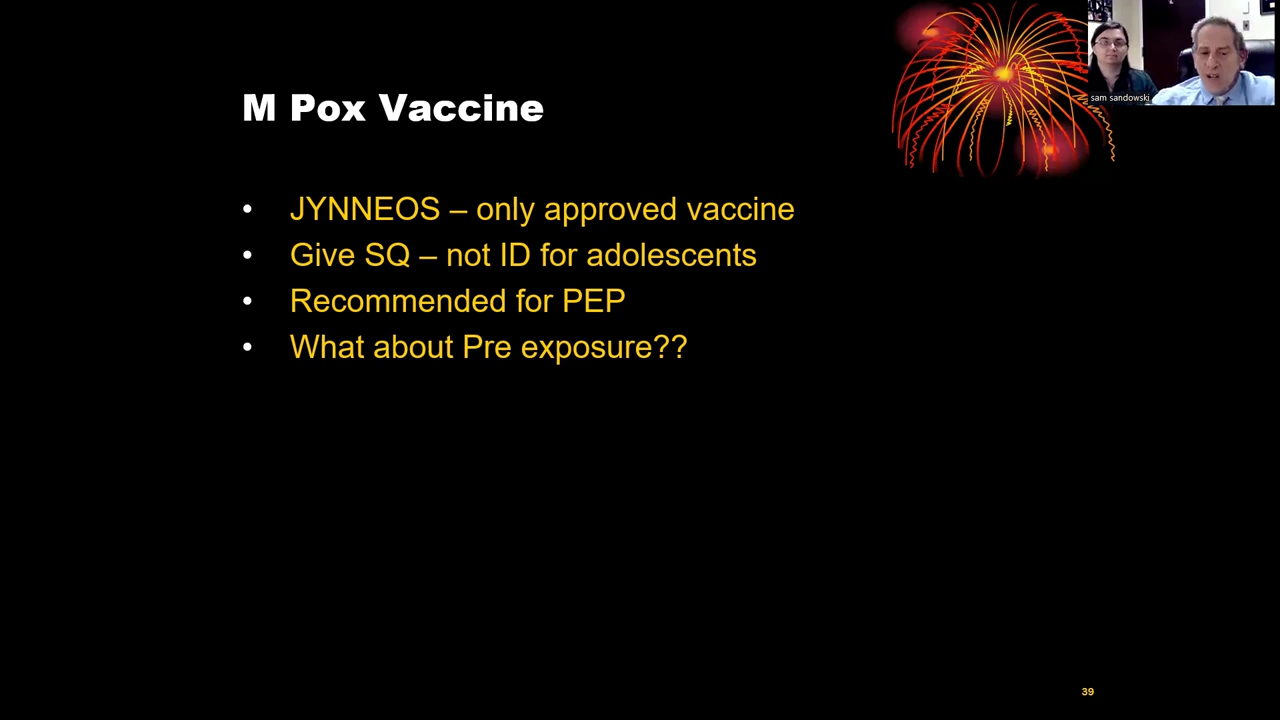 M Pox Vaccine
sam sandowski
• JYNNEOS – only approved vaccine
• Give SQ – not ID for adolescents
• Recommended for PEP
• What about Pre exposure??
39